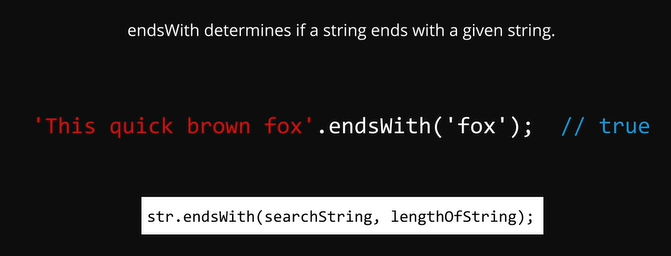 endsWith determines if a string ends with a given string.
'This quick brown fox'.endsWith('fox');  // true
str.endsWith(searchString, lengthOfString);